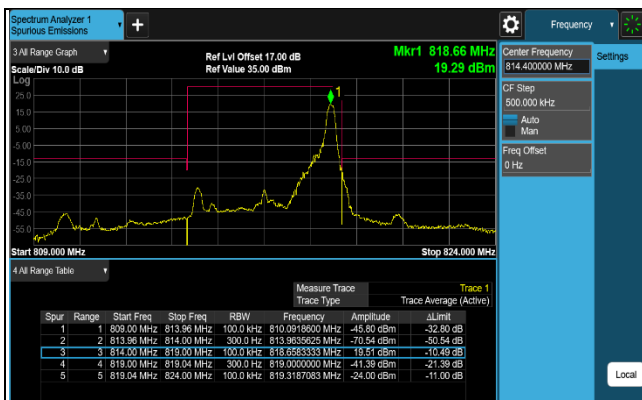 Spectrum Analyzer 1
Spurious Emissions
+
Frequency
3 All Range Graph
Scale/Div 10.0 dB
Ref Lvl Offset 17.00 dB
Ref Value 35.00 dBm
Mkr1 818.66 MHz
19.29 dBm
Log
25.0
15.0
5.00
-5.00
-15.0
-25.0
-35.0
-45.0
-55.0
1
Start 809.000 MHz
Stop 824.000 MHz
Center Frequency
814.400000 MHz
CF Step
500.000 kHz
Auto
Man
Freq Offset
0 Hz
Settings
Local
4 All Range Table
Measure Trace Trace 1
Trace Type Trace Average (Active)
Spur Range Start Freq Stop Freq RBW Frequency Amplitude ΔLimit
1 1 809.00 MHz 813.96 MHz 100.0 kHz 810.0918600 MHz -45.80 dBm -32.80 dB
2 2 813.96 MHz 814.00 MHz 300.0 Hz 813.9635625 MHz -70.54 dBm -50.54 dB
3 3 814.00 MHz 819.00 MHz 100.0 kHz 818.6583333 MHz 19.51 dBm -10.49 dB
4 4 819.00 MHz 819.04 MHz 300.0 Hz 819.0000000 MHz -41.39 dBm -21.39 dB
5 5 819.04 MHz 824.00 MHz 100.0 kHz 819.3187083 MHz -24.00 dBm -11.00 dB